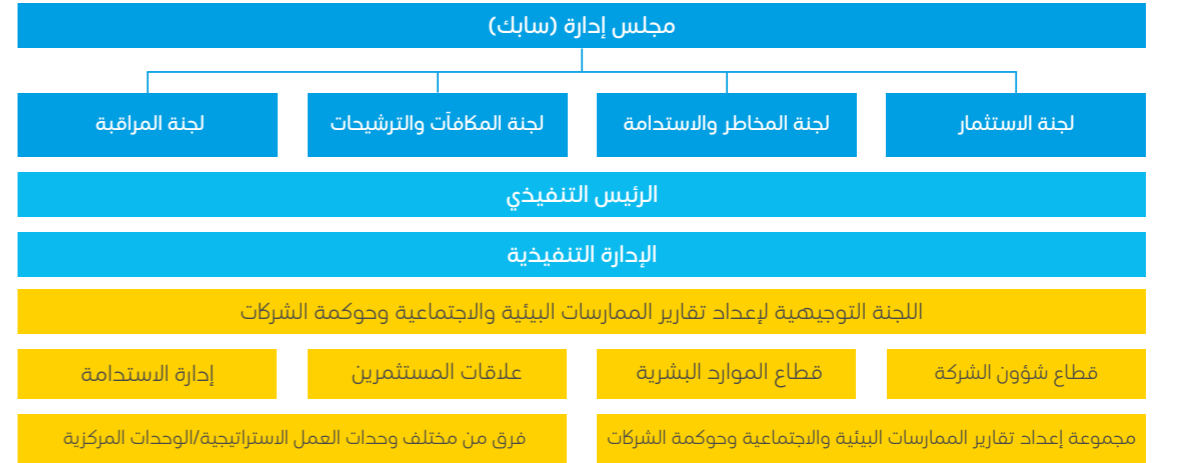 مجلس إدارة (سابك)
لجنة الاستثمار
لجنة المخاطر والاستدامة
لجنة المكافآت والترشيحات
لجنة المراقبة
الرئيس التنفيذي
الإدارة التنفيذية
اللجنة التوجيهية لإعداد تقارير الممارسات البيئية والاجتماعية وحوكمة الشركات
قطاع شؤون الشركة
قطاع الموارد البشرية
علاقات المستثمرين
إدارة الاستدامة
مجموعة إعداد تقارير الممارسات البيئية والاجتماعية وحوكمة الشركات
فرق من مختلف وحدات العمل الاستراتيجية/الوحدات المركزية